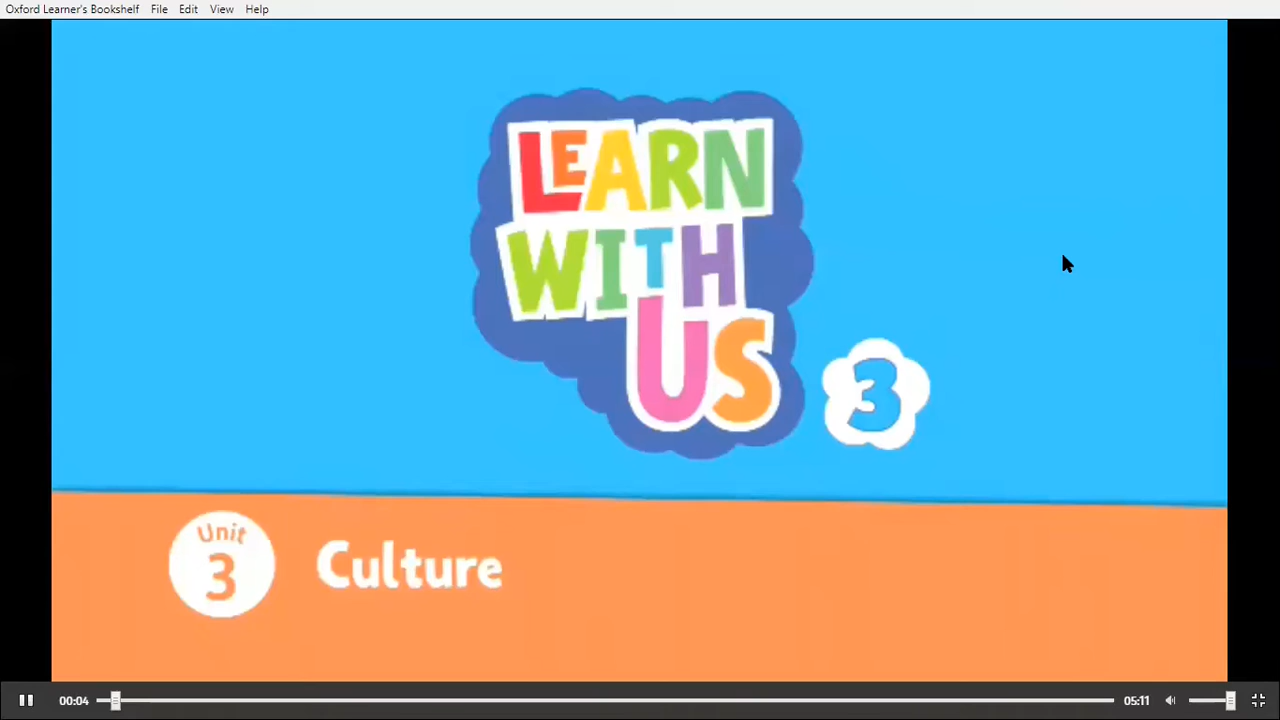 Oxford Learner's Bookshelf File Edit View Help
LEARN
WITH
US
3
Unit
3
Culture
00:04
05:11